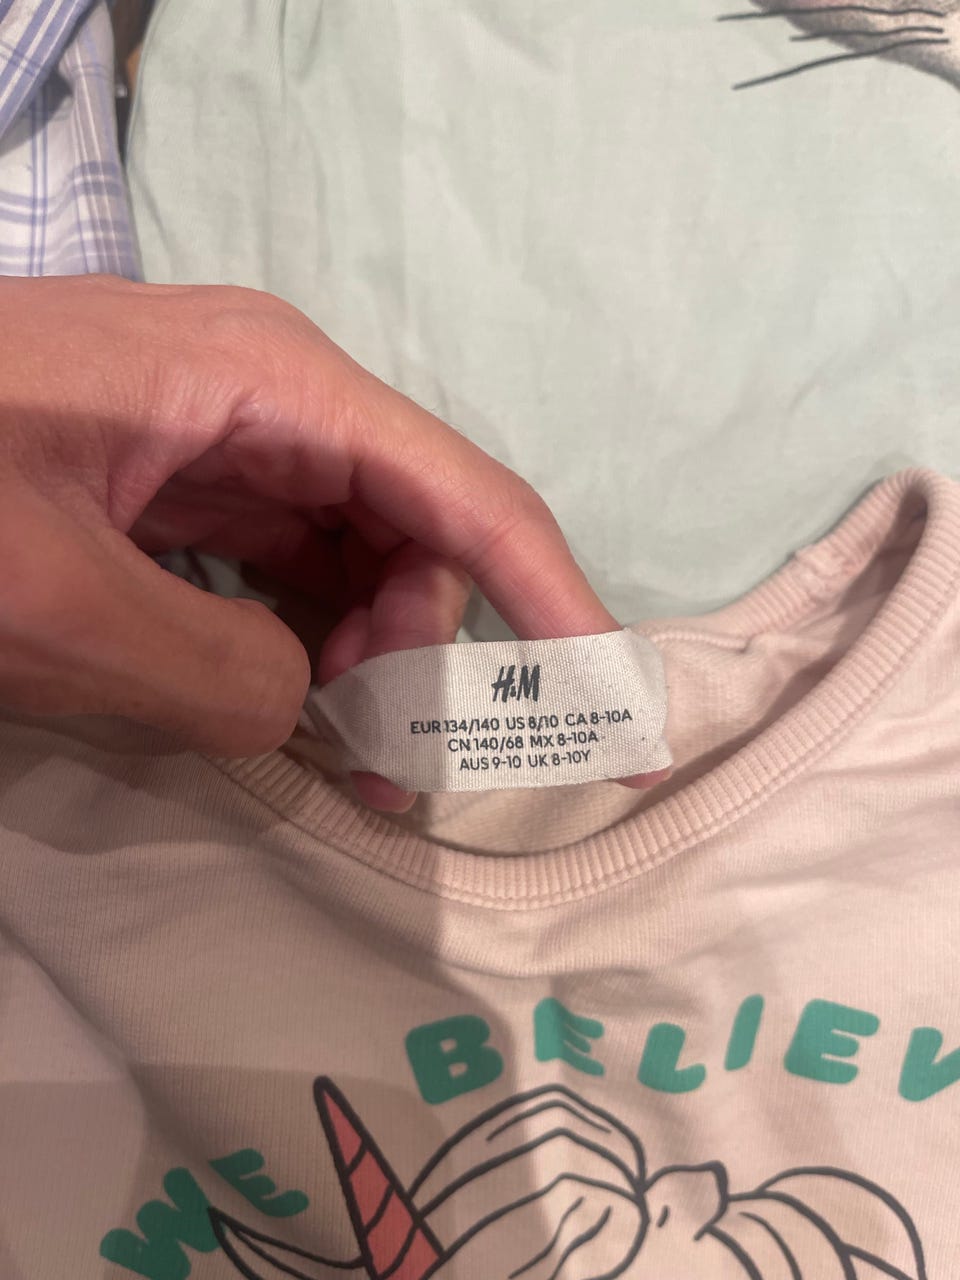 H&M
EUR 134/140 US 8/10 CA 8-10A
CN 140/68 MX 8-10A
AUS 9-10 UK 8-10Y
WE BELIEV